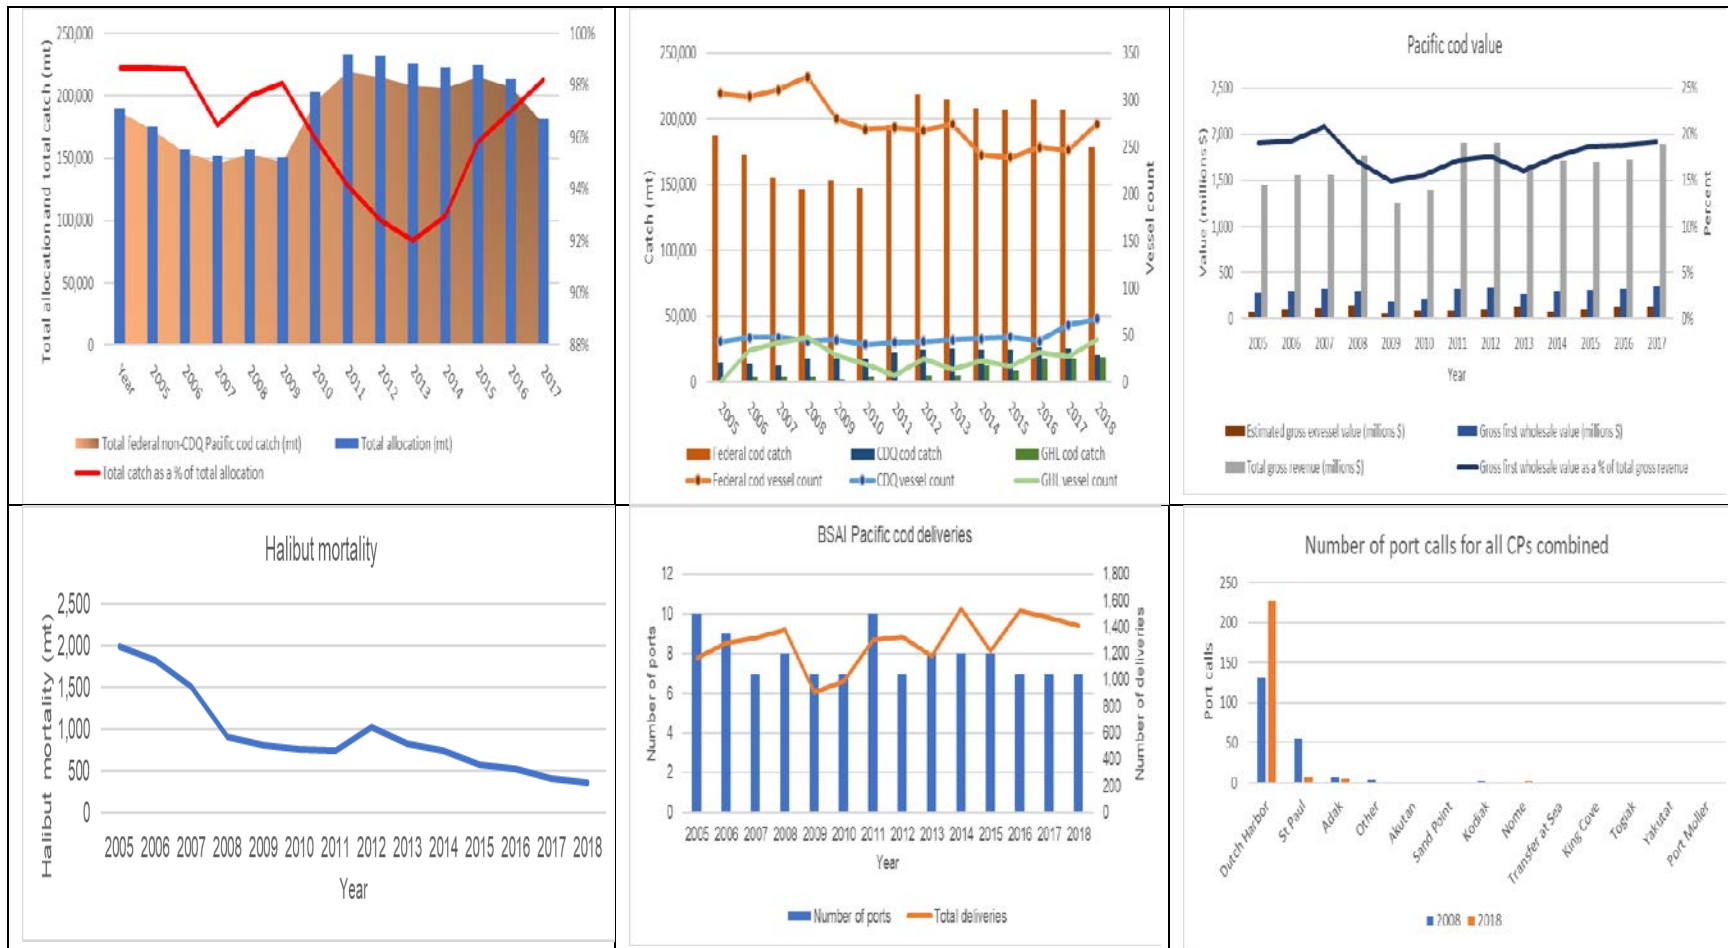 250,000
200,000
150,000
100,000
50,000
0
100%
98%
96%
94%
92%
90%
88%
Total allocation and total catch (mt)
Year
2005
2006
2007
2008
2009
2010
2011
2012
2013
2014
2015
2016
2017
Total federal non-CDQ Pacific cod catch (mt)
Total allocation (mt)
Total catch as a % of total allocation
250,000
200,000
150,000
100,000
50,000
0
350
300
250
200
150
100
50
0
Catch (mt)
Vessel count
2005
2006
2007
2008
2009
2010
2011
2012
2013
2014
2015
2016
2017
2018
Federal cod catch
CDQ cod catch
GHL cod catch
Federal cod vessel count
CDQ vessel count
GHL vessel count
Pacific cod value
2,500
2,000
1,500
1,000
500
0
25%
20%
15%
10%
5%
0%
Value (millions $)
Percent
2005 2006 2007 2008 2009 2010 2011 2012 2013 2014 2015 2016 2017
Year
Estimated gross exvessel value (millions $)
Gross first wholesale value (millions $)
Total gross revenue (millions $)
Gross first wholesale value as a % of total gross revenue
Halibut mortality
2,500
2,000
1,500
1,000
500
0
Halibut mortality (mt)
2005 2006 2007 2008 2009 2010 2011 2012 2013 2014 2015 2016 2017 2018
Year
BSAI Pacific cod deliveries
12
10
8
6
4
2
0
1,800
1,600
1,400
1,200
1,000
800
600
400
200
0
Number of ports
Number of deliveries
2005 2006 2007 2008 2009 2010 2011 2012 2013 2014 2015 2016 2017 2018
Year
Number of ports
Total deliveries
Number of port calls for all CPs combined
250
200
150
100
50
0
Port calls
Dutch Harbor
St Paul
Adak
Other
Akutan
Sand Point
Kodiak
Nome
Transfer at Sea
King Cove
Togiak
Yakutat
Port Moller
2008
2018